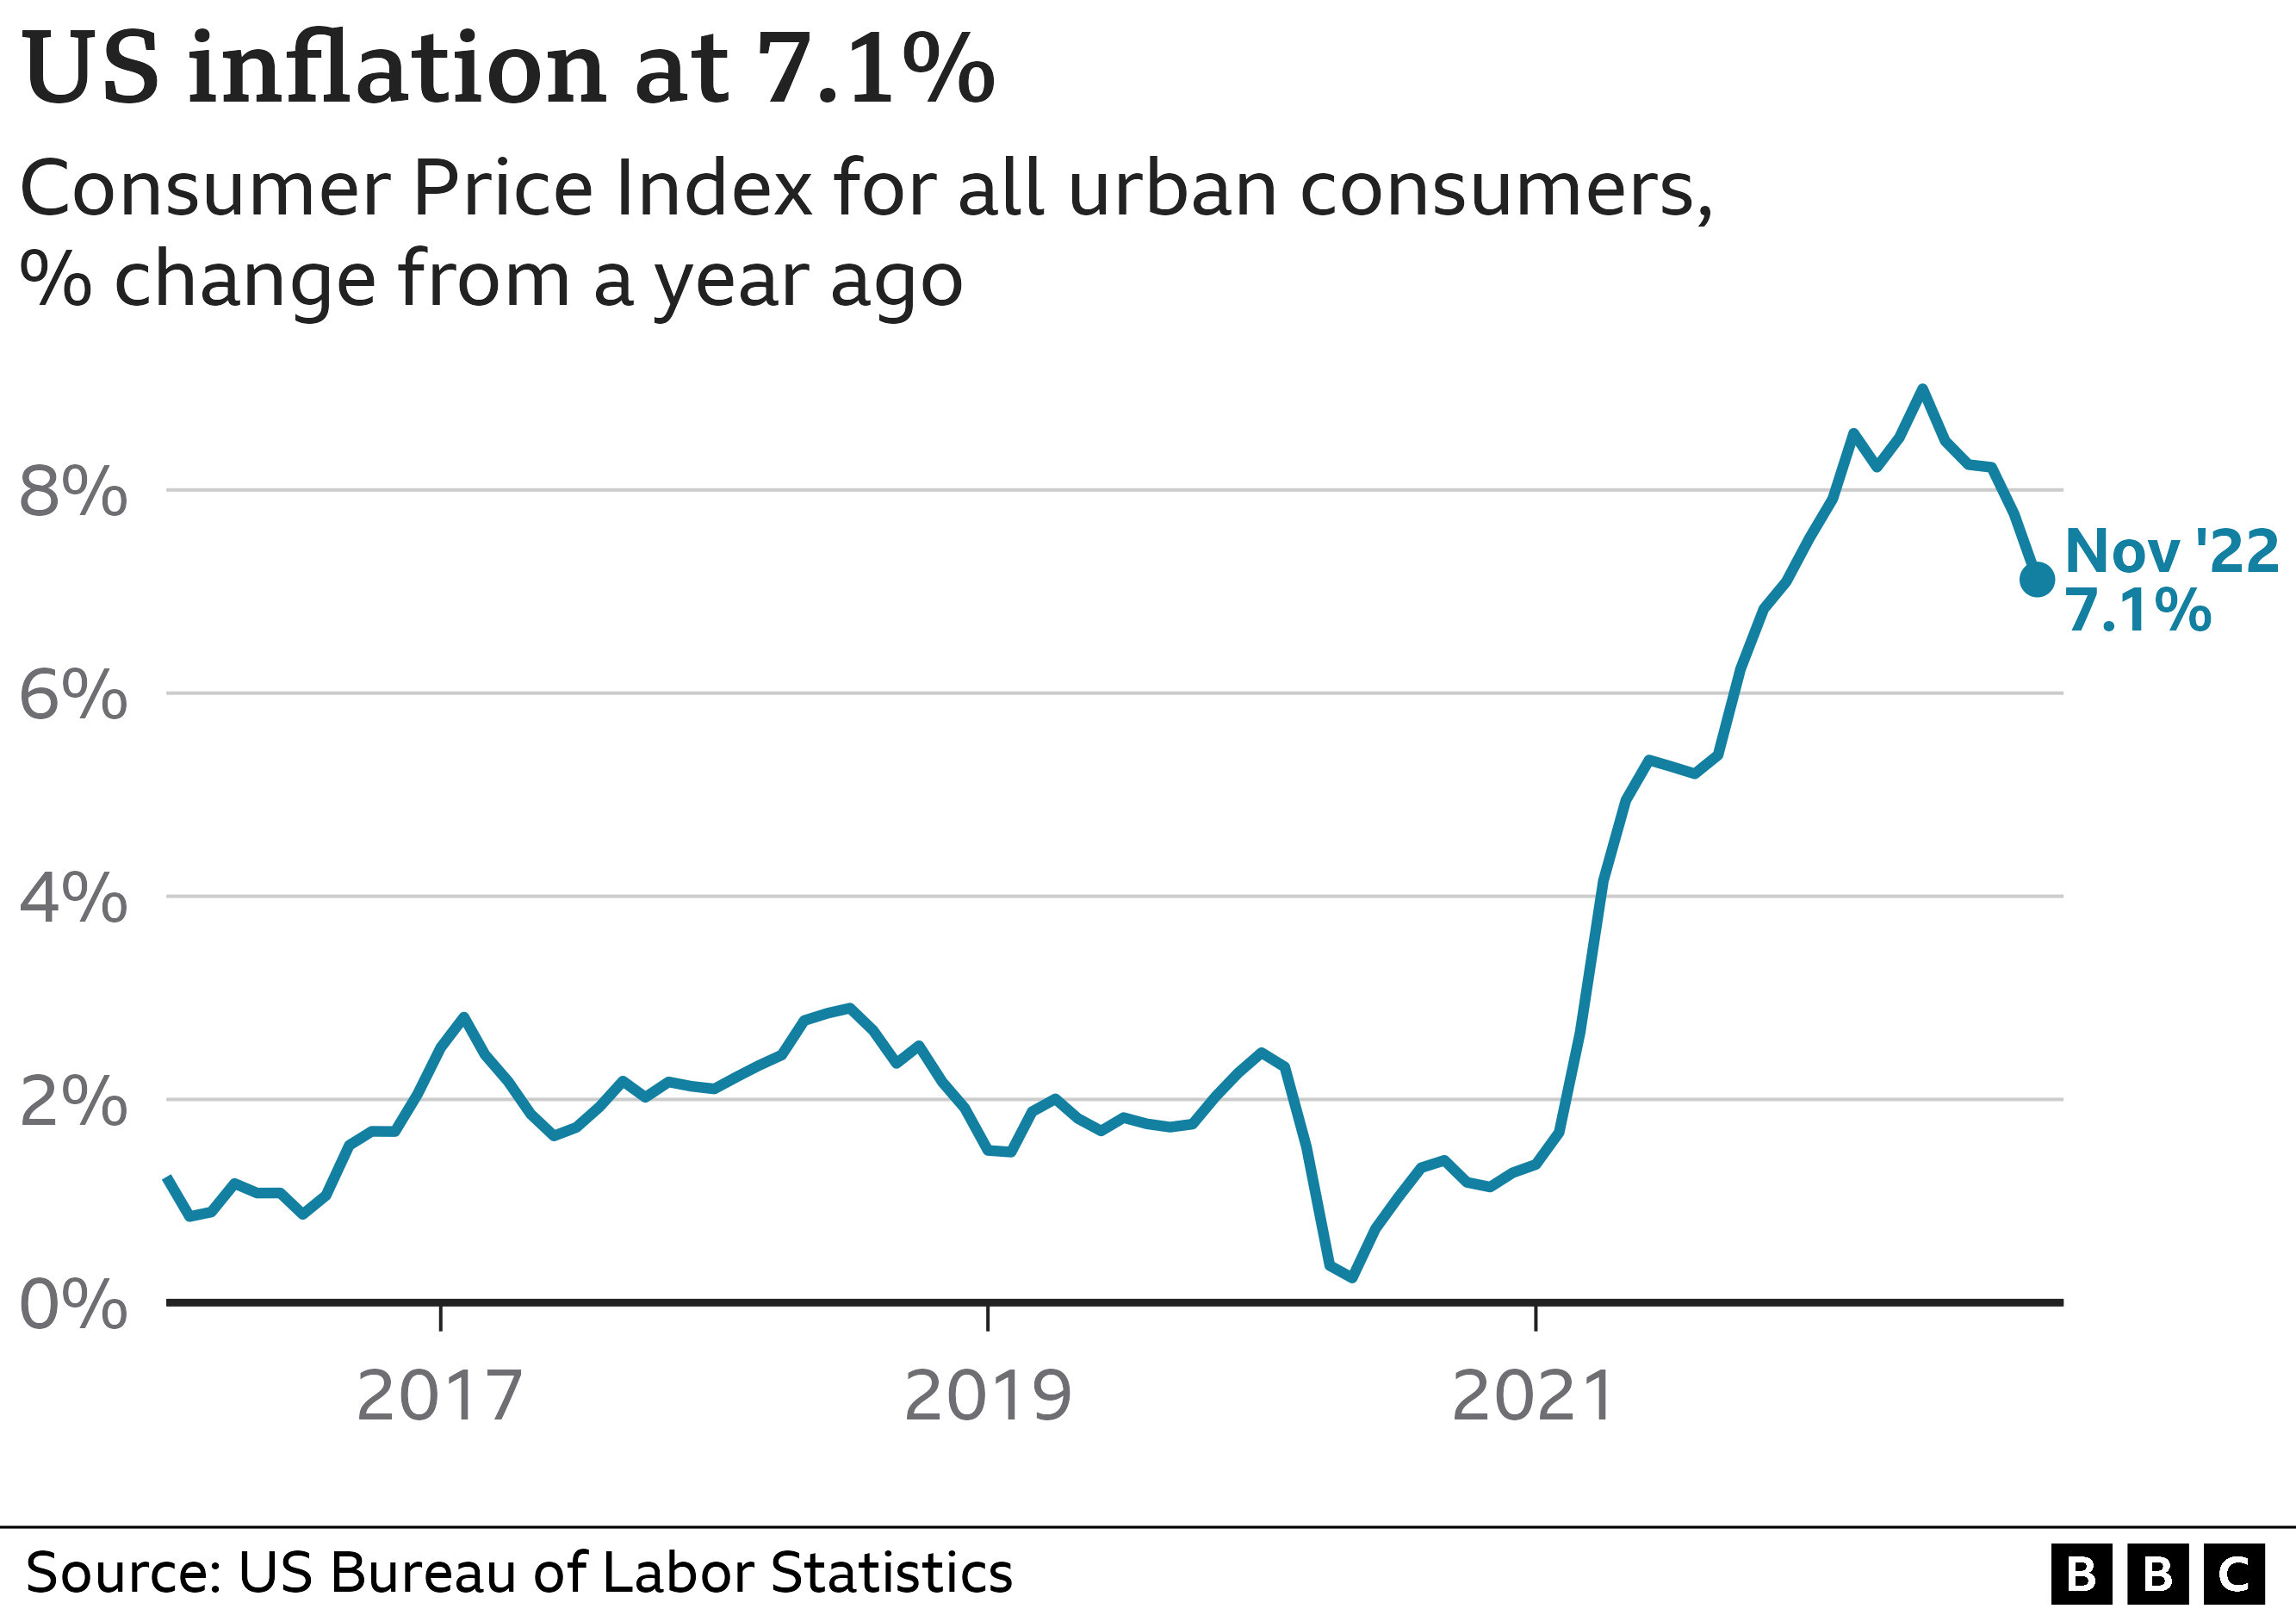 US inflation at 7.1%
Consumer Price Index for all urban consumers,
% change from a year ago
8%
Nov '22
7.1%
6%
4%
2%
0%
2017 2019 2021
Source: US Bureau of Labor Statistics
BBC